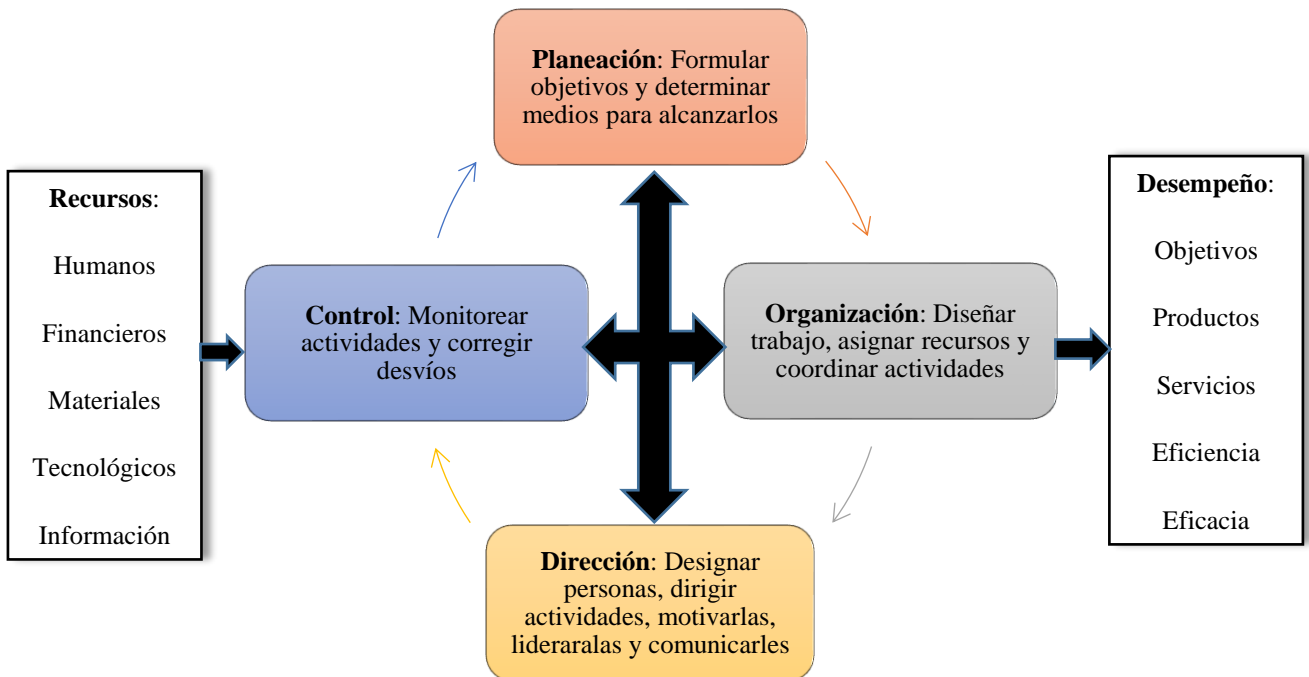 Planeación: Formular
objetivos y determinar
medios para alcanzarlos
Recursos:
Humanos
Financieros
Materiales
Tecnológicos
Información
Control: Monitorear
actividades y corregir
desvíos
Organización: Diseñar
trabajo, asignar recursos y
coordinar actividades
Desempeño:
Objetivos
Productos
Servicios
Eficiencia
Eficacia
Dirección: Designar
personas, dirigir
actividades, motivarlas,
lideraralas y comunicarles